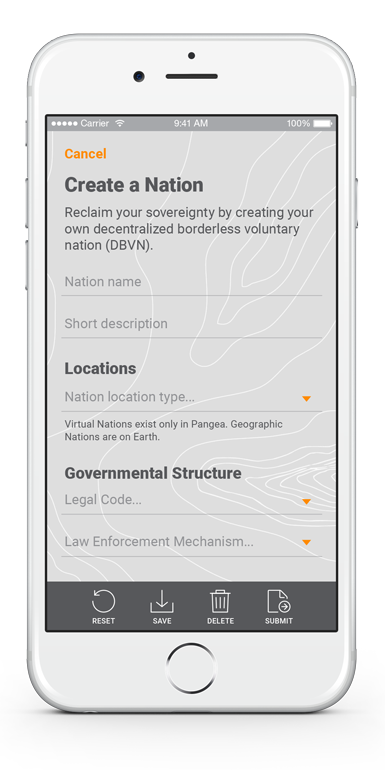 Carrier 9:41 AM 100%
Cancel
Create a Nation
Reclaim your sovereignty by creating your
own decentralized borderless voluntary
nation (DBVN).
Nation name
Short description
Locations
Nation location type...
Virtual Nations exist only in Pangea. Geographic
Nations are on Earth.
Governmental Structure
Legal Code...
Law Enforcement Mechanism...
RESET SAVE DELETE SUBMIT